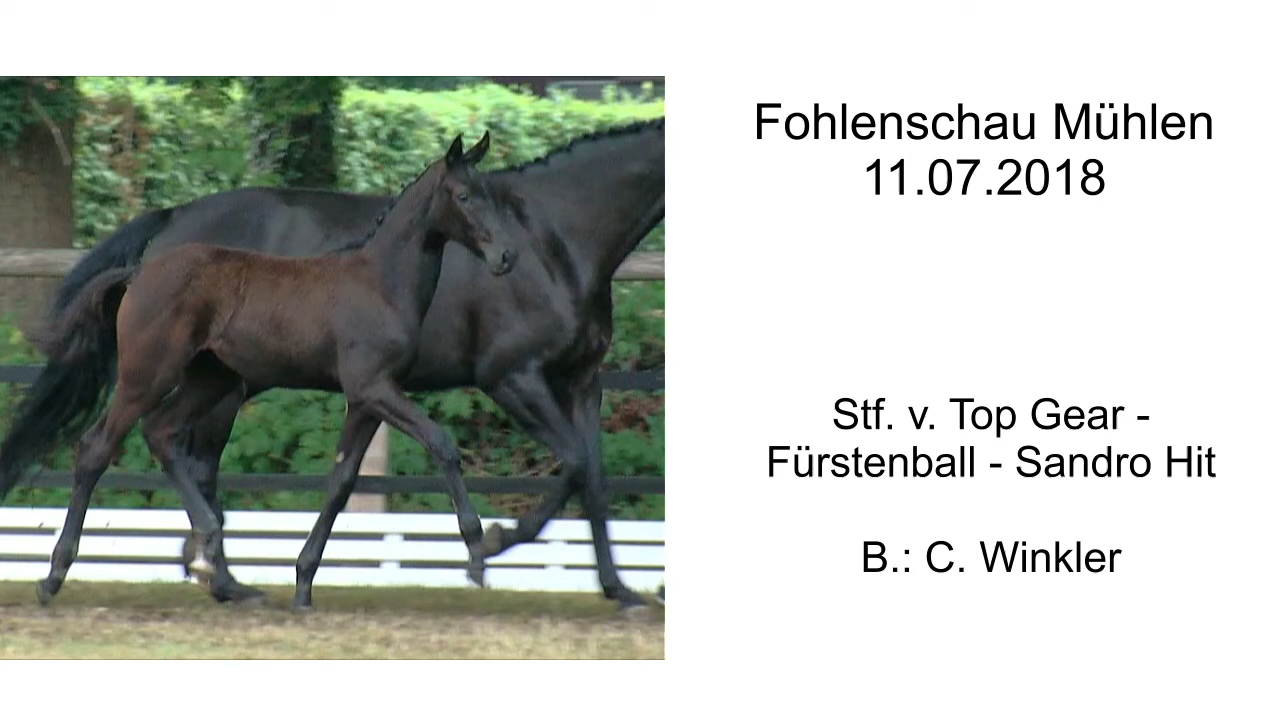 Fohlenschau Mühlen
11.07.2018
Stf. v. Top Gear -
Fürstenball - Sandro Hit
B.: C. Winkler